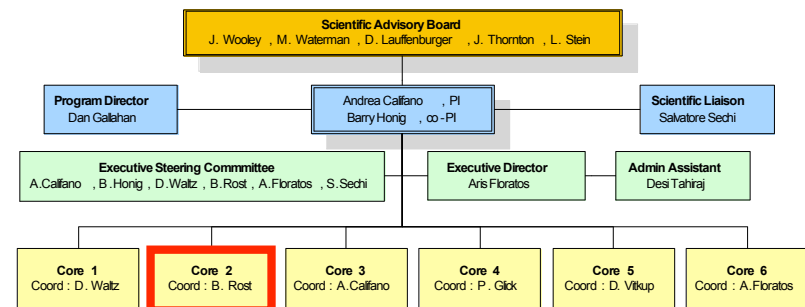 Scientific Advisory Board
J. Wooley , M. Waterman , D. Lauffenburger , J. Thornton , L. Stein
Program Director
Dan Gallahan
Andrea Califano , PI
Barry Honig , co-PI
Scientific Liaison
Salvatore Sechi
Executive Steering Commmittee
A.Califano , B.Honig , D.Waltz , B.Rost , A.Floratos , S.Sechi
Executive Director
Aris Floratos
Admin Assistant
Desi Tahiraj
Core 1
Coord : D. Waltz
Core 2
Coord : B. Rost
Core 3
Coord : A.Califano
Core 4
Coord : P. Glick
Core 5
Coord : D. Vitkup
Core 6
Coord : A.Floratos